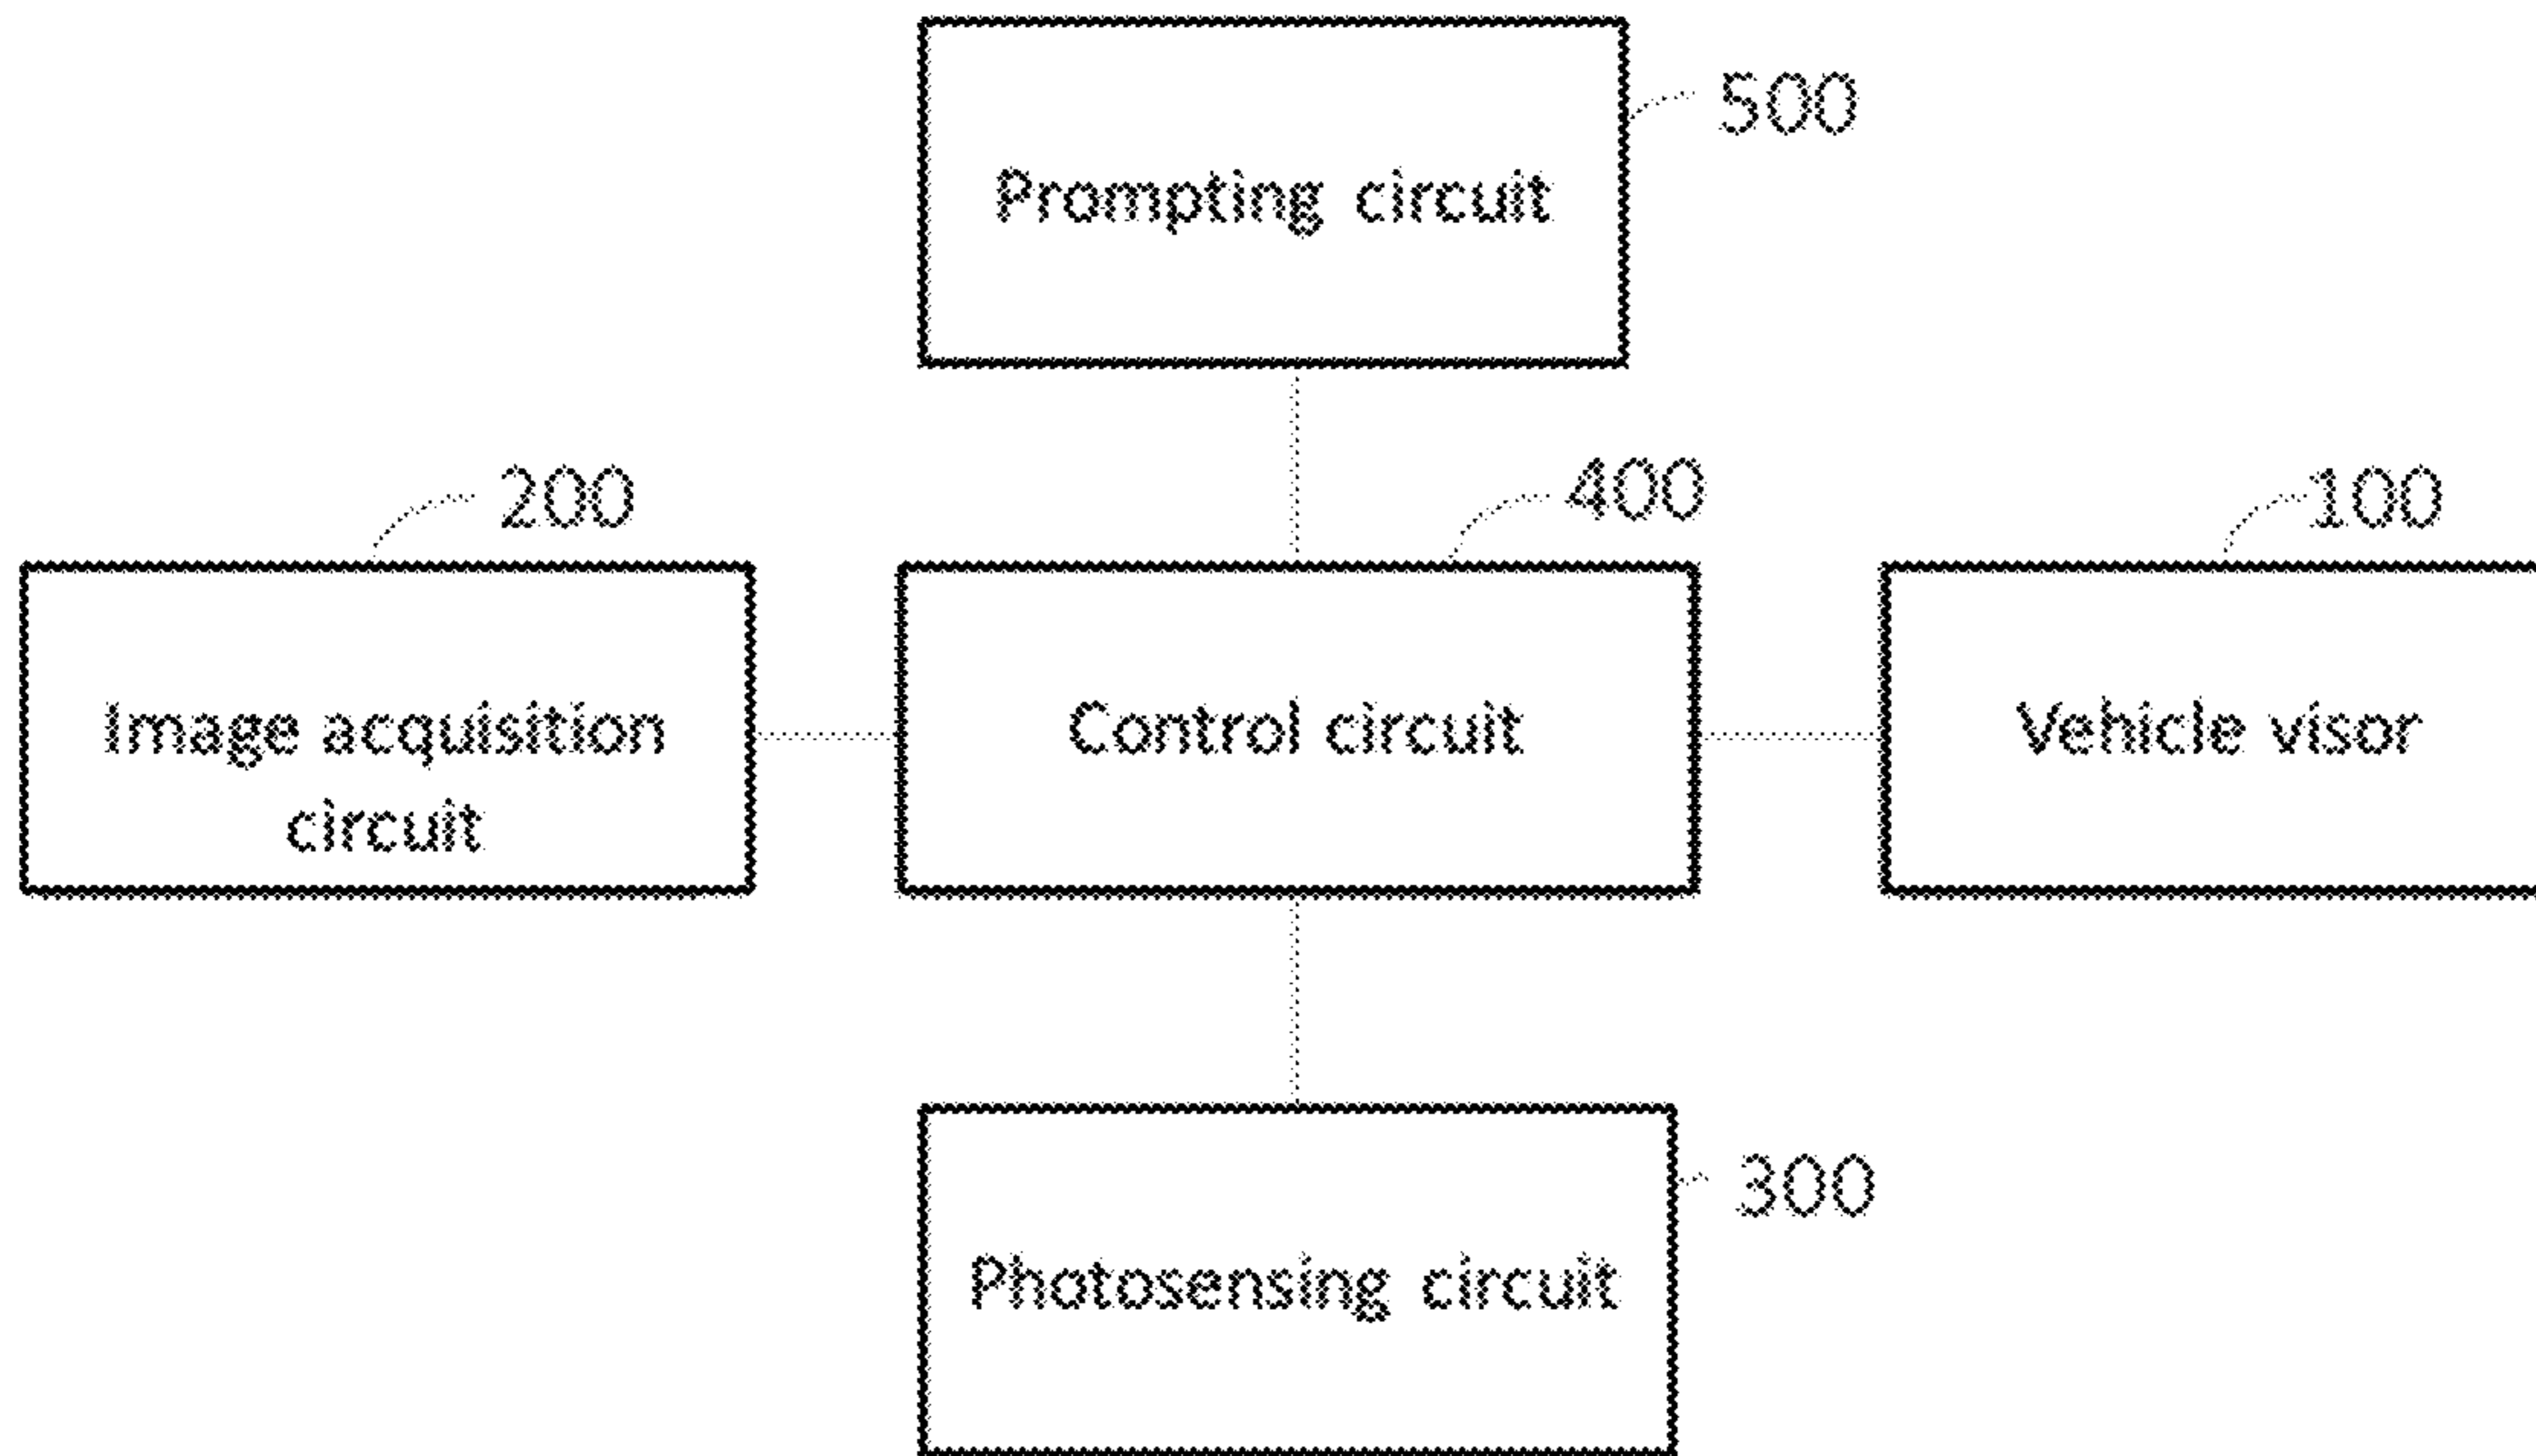 500
Prompting circuit
200
400
100
Image acquisition
circuit
Control circuit
Vehicle visor
300
Photosensing circuit